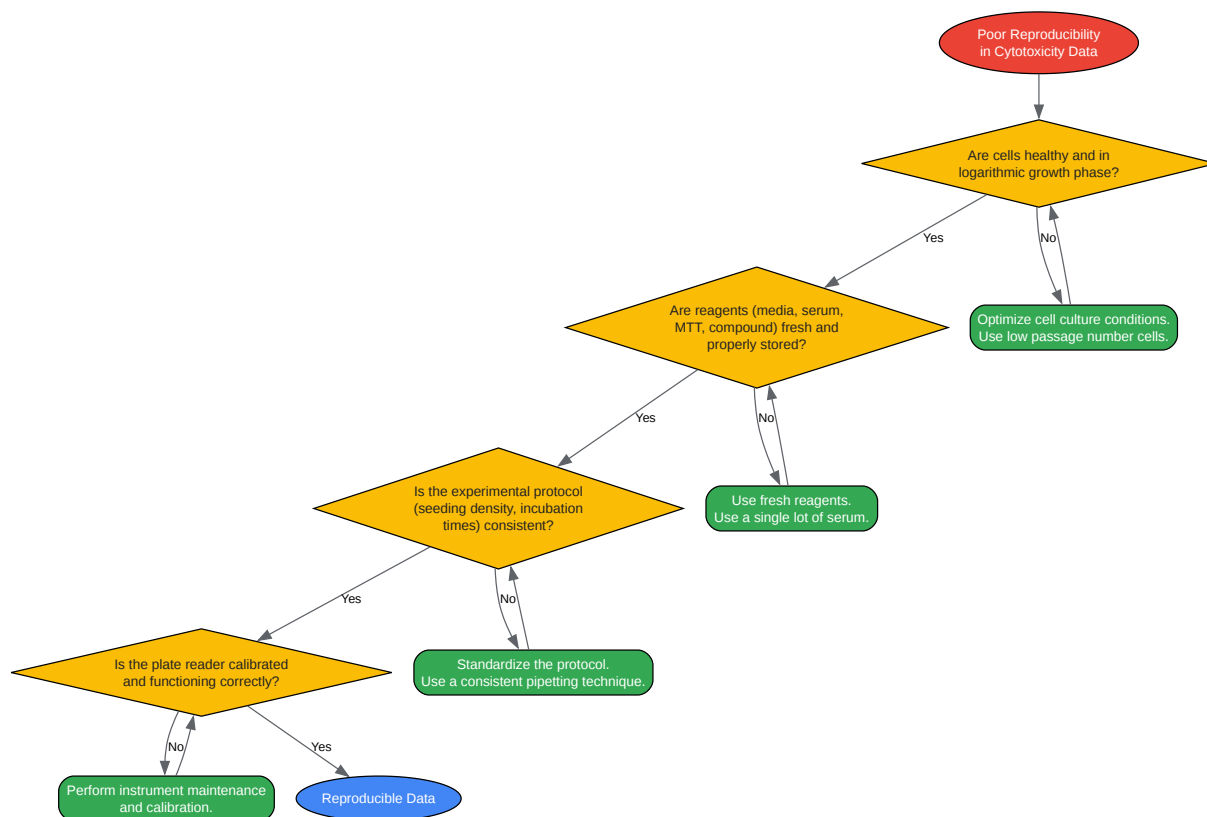 Poor Reproducibility
in Cytotoxicity Data
Are cells healthy and in
logarithmic growth phase?
Yes
No
Optimize cell culture conditions.
Use low passage number cells.
Are reagents (media, serum,
MTT, compound) fresh and
properly stored?
Yes
No
Use fresh reagents.
Use a single lot of serum.
Is the experimental protocol
(seeding density, incubation
times) consistent?
Yes
No
Standardize the protocol.
Use a consistent pipetting technique.
Is the plate reader calibrated
and functioning correctly?
No
Yes
Perform instrument maintenance
and calibration.
Reproducible Data